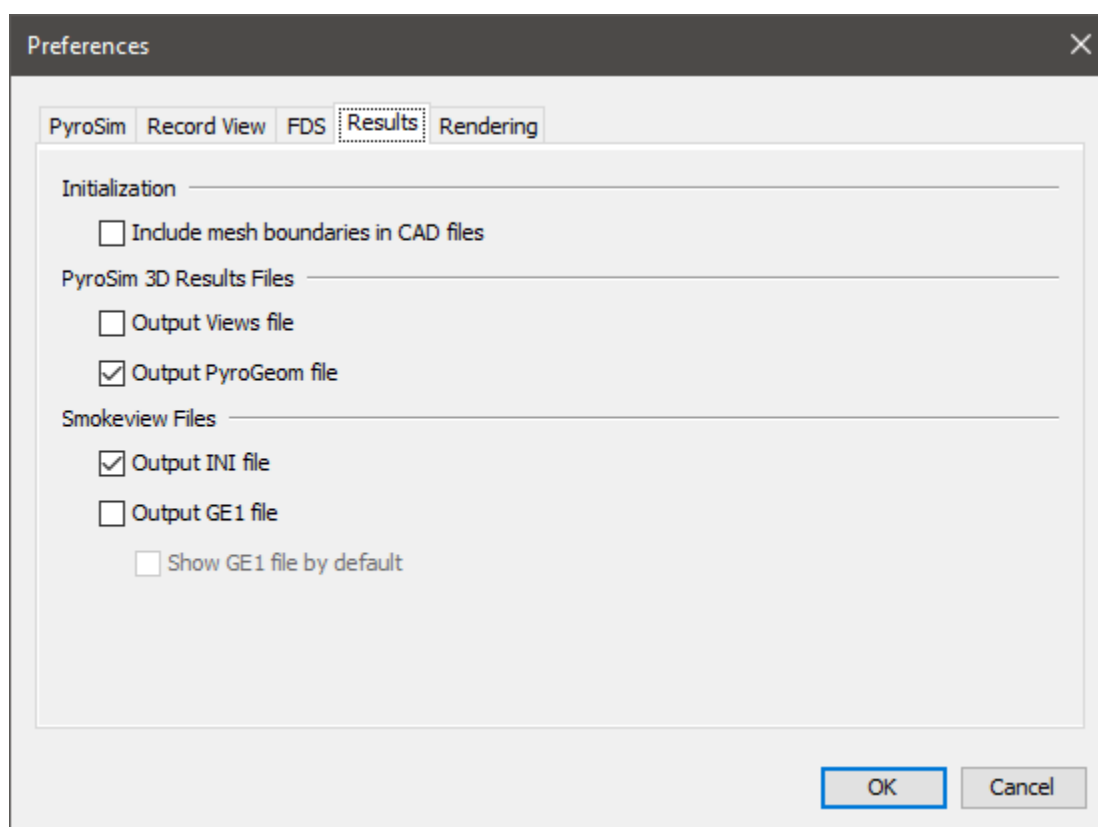 Preferences
PyroSim Record View FDS Results Rendering
Initialization
Include mesh boundaries in CAD files
PyroSim 3D Results Files
Output Views file
Output PyroGeom file
Smokeview Files
Output INI file
Output GE1 file
Show GE1 file by default
OK Cancel